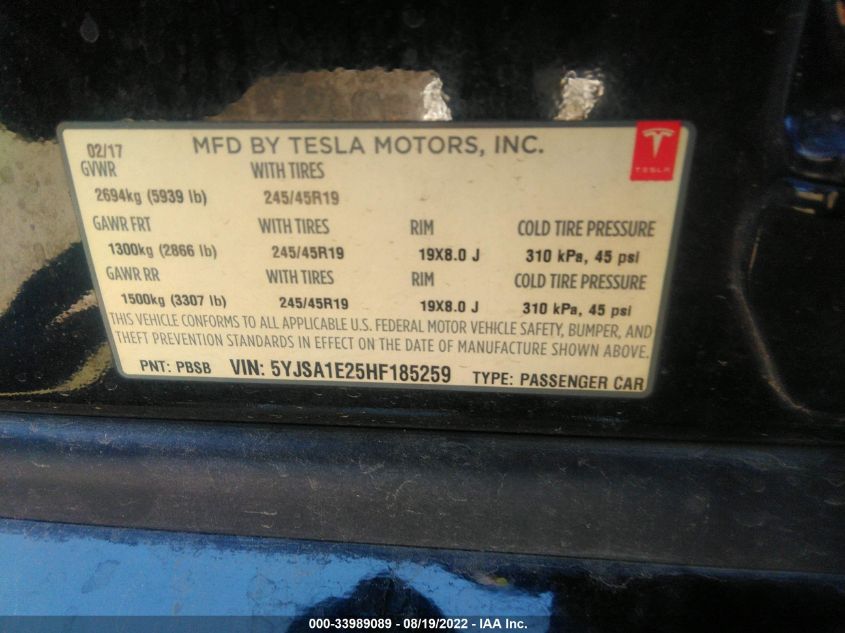 02/17 MFD BY TESLA MOTORS, INC.
TESLA
GVWR WITH TIRES
2694kg (5939 lb) 245/45R19
GAWR FRT WITH TIRES RIM COLD TIRE PRESSURE
1300kg (2866 lb) 245/45R19 19X8.0 J 310 kPa, 45 psi
GAWR RR WITH TIRES RIM COLD TIRE PRESSURE
1500kg (3307 lb) 245/45R19 19X8.0 J 310 kPa, 45 psi
THIS VEHICLE CONFORMS TO ALL APPLICABLE U.S. FEDERAL MOTOR VEHICLE SAFETY, BUMPER, AND
THEFT PREVENTION STANDARDS IN EFFECT ON THE DATE OF MANUFACTURE SHOWN ABOVE.
PNT: PBSB VIN: 5YJSA1E25HF185259 TYPE: PASSENGER CAR
000-33989089 - 08/19/2022 - IAA Inc.